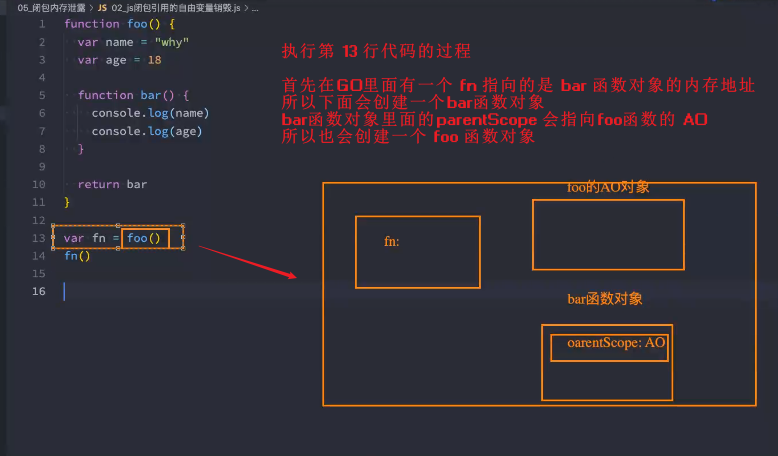 05_闭包内存泄露 > JS 02_js闭包引用的自由变量销毁.js > ...
1 function foo() {
2 var name = "why"
3 var age = 18
4
5 function bar() {
6 console.log(name)
7 console.log(age)
8 }
9
10 return bar
11 }
12
13 var fn = foo()
14 fn()
15
16
执行第 13 行代码的过程
首先在GO里面有一个 fn 指向的是 bar 函数对象的内存地址
所以下面会创建一个bar函数对象
bar函数对象里面的parentScope 会指向foo函数的 AO
所以也会创建一个 foo 函数对象
foo的AO对象
fn:
bar函数对象
oarentScope: AO